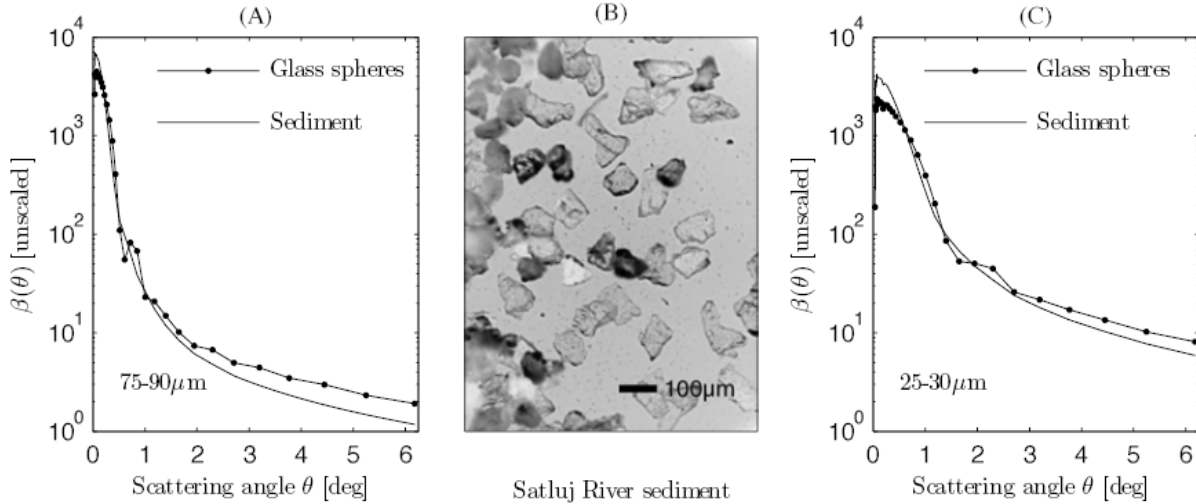 (A)
10^4
10^3
10^2
10^1
10^0
β(θ) [unscaled]
Glass spheres
Sediment
75-90μm
0 1 2 3 4 5 6
Scattering angle θ [deg]
(B)
100μm
Satluj River sediment
(C)
10^4
10^3
10^2
10^1
10^0
β(θ) [unscaled]
Glass spheres
Sediment
25-30μm
0 1 2 3 4 5 6
Scattering angle θ [deg]